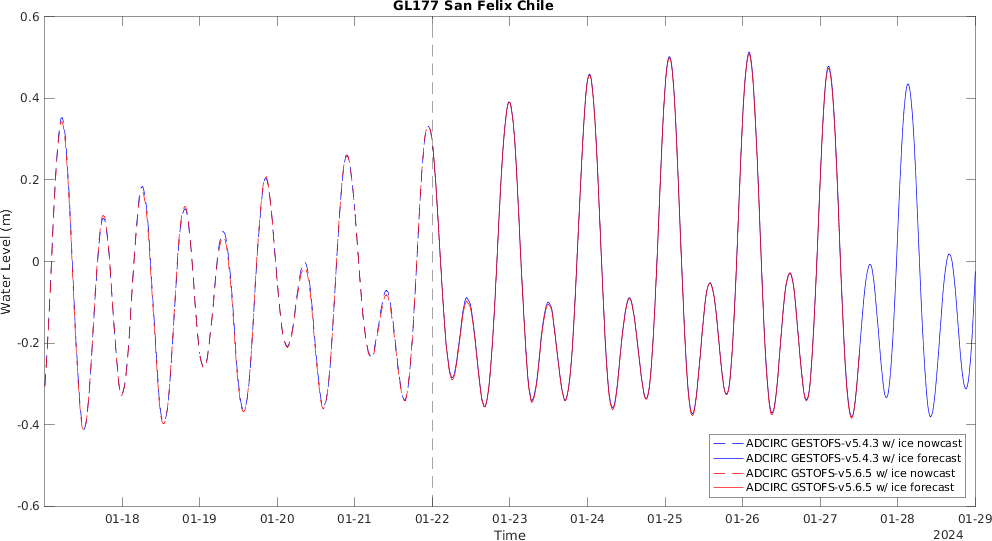 GL177 San Felix Chile
0.6
0.4
0.2
0
-0.2
-0.4
-0.6
Water Level (m)
01-18 01-19 01-20 01-21 01-22 01-23 01-24 01-25 01-26 01-27 01-28 01-29
Time
2024
ADCIRC GESTOFS-v5.4.3 w/ ice nowcast
ADCIRC GESTOFS-v5.4.3 w/ ice forecast
ADCIRC GSTOFS-v5.6.5 w/ ice nowcast
ADCIRC GSTOFS-v5.6.5 w/ ice forecast